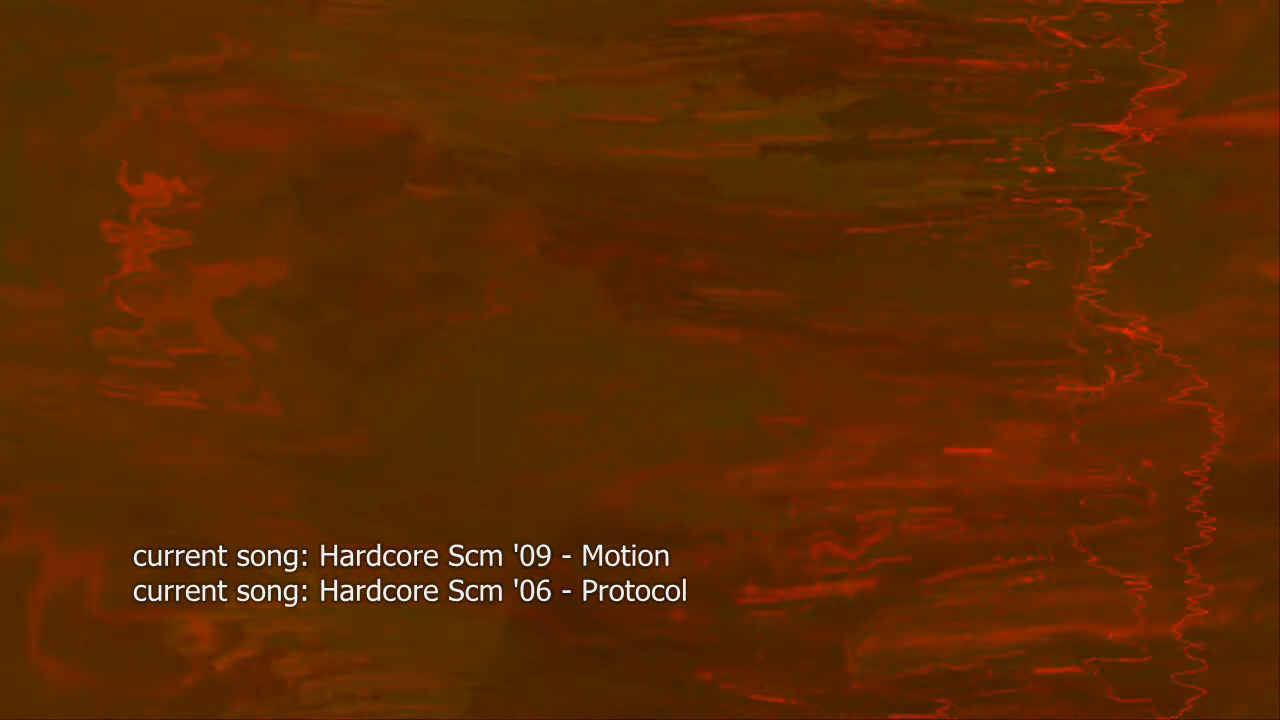 current song: Hardcore Scm '09 - Motion
current song: Hardcore Scm '06 - Protocol